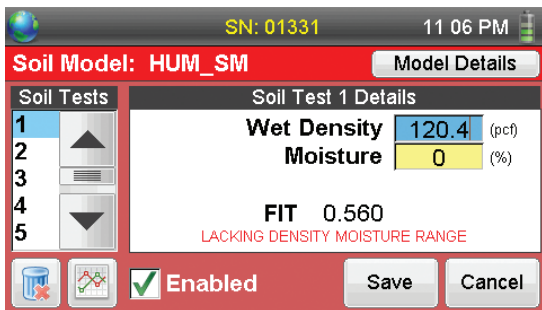 SN: 01331 11 06 PM
Soil Model: HUM_SM Model Details
Soil Tests Soil Test 1 Details
1
2
3
4
5
Wet Density 120.4 (pcf)
Moisture 0 (%)
FIT 0.560
LACKING DENSITY MOISTURE RANGE
Enabled Save Cancel